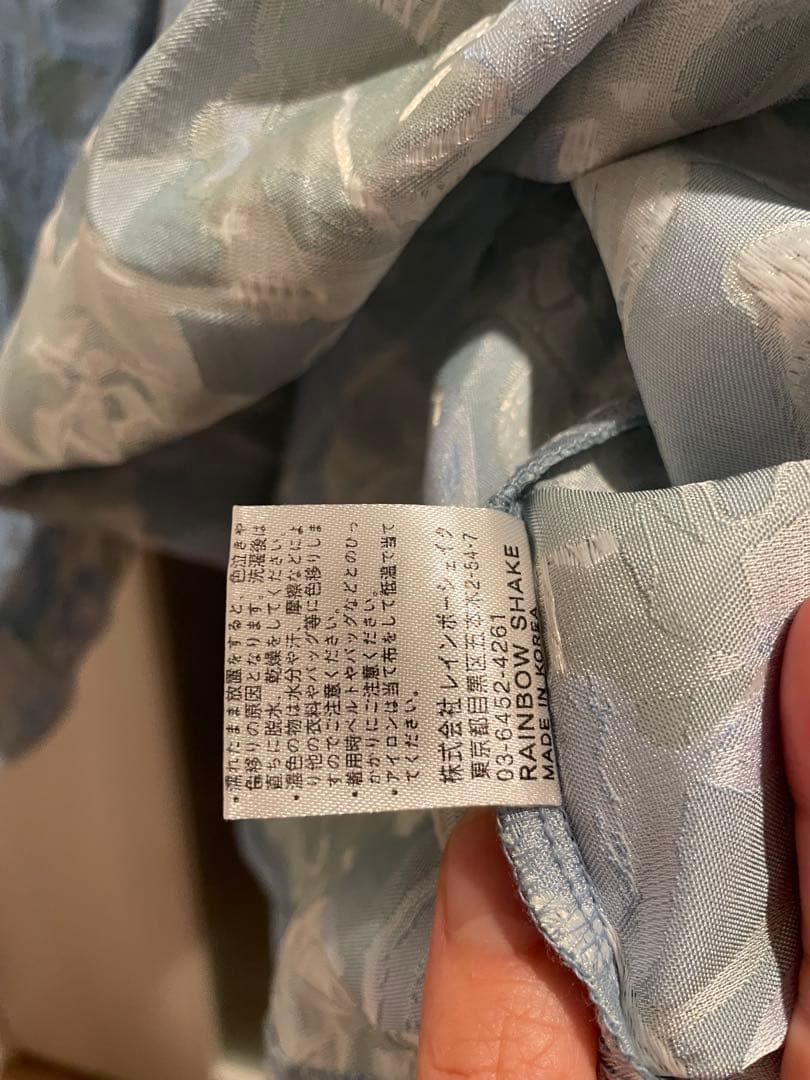 ・濡れたまま放置をすると、色泣きや
色移りの原因となります。洗濯後は
直ちに脱水、乾燥をしてください。
・混色の物は水分や汗、摩擦などによ
り他の衣料やバッグ等に色移りしま
すのでご注意ください。
・着用時ベルトやバッグなどとのひっ
かかりにご注意ください。
・アイロンは当て布をして低温で当て
てください。
株式会社レインボーシェイク
東京都目黒区五本木2-54-7
03-6452-4261
RAINBOW SHAKE
MADE IN KOREA